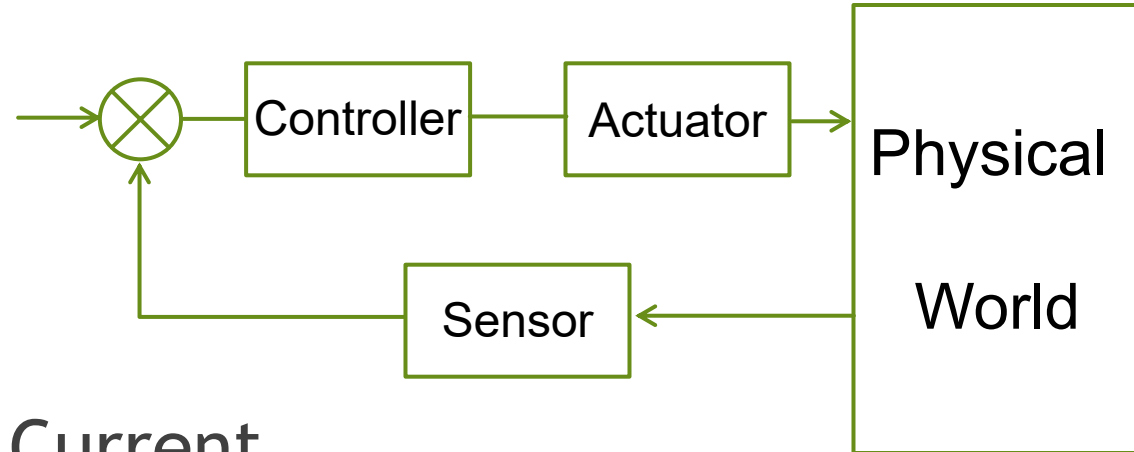 Controller
Actuator
Physical
World
Sensor
Current